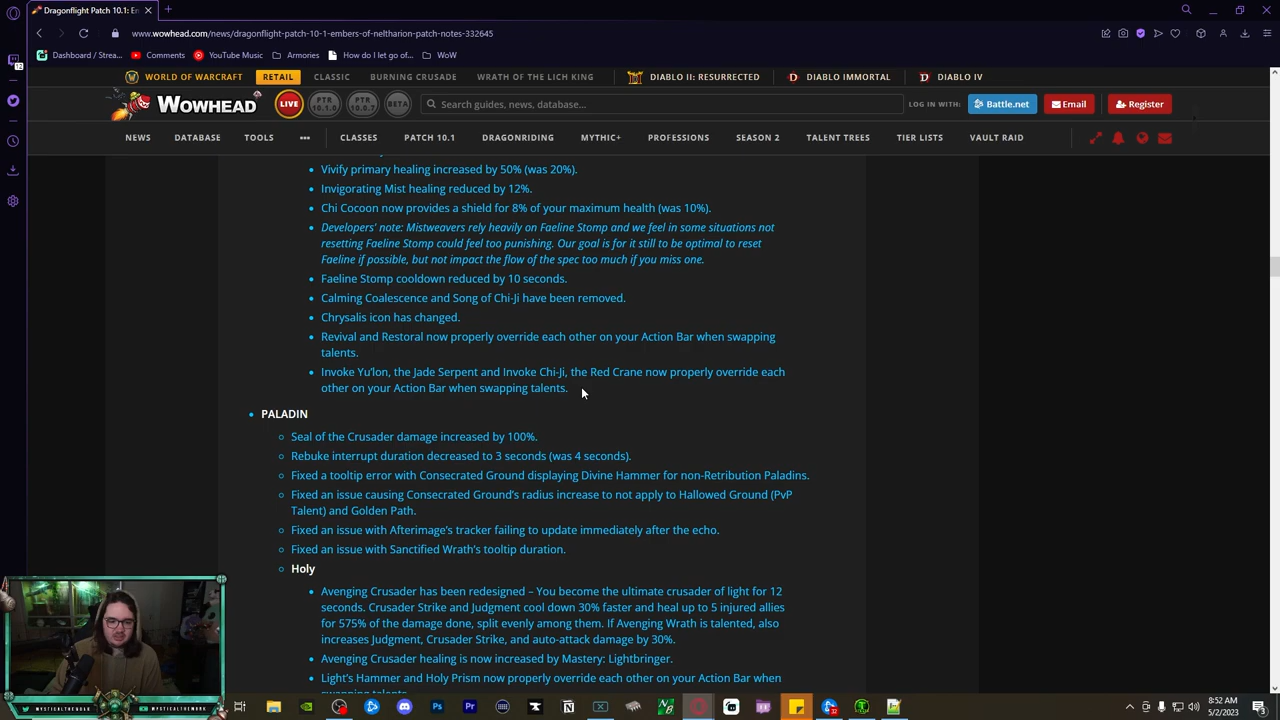 Dragonflight Patch 10.1: Em
www.wowhead.com/news/dragonflight-patch-10-1-embers-of-neltharion-patch-notes-332645
Dashboard / Strea... Comments YouTube Music Armories How do I let go of... WoW
12
WORLD OF WARCRAFT RETAIL CLASSIC BURNING CRUSADE WRATH OF THE LICH KING DIABLO II: RESURRECTED DIABLO IMMORTAL DIABLO IV
WOWHEAD LIVE PTR 10.1.0 PTR 10.0.7 BETA Search guides, news, database... LOG IN WITH: Battle.net Email Register
NEWS DATABASE TOOLS ••• CLASSES PATCH 10.1 DRAGONRIDING MYTHIC+ PROFESSIONS SEASON 2 TALENT TREES TIER LISTS VAULT RAID
Vivify primary healing increased by 50% (was 20%).
Invigorating Mist healing reduced by 12%.
Chi Cocoon now provides a shield for 8% of your maximum health (was 10%).
Developers' note: Mistweavers rely heavily on Faeline Stomp and we feel in some situations not
resetting Faeline Stomp could feel too punishing. Our goal is for it still to be optimal to reset
Faeline if possible, but not impact the flow of the spec too much if you miss one.
Faeline Stomp cooldown reduced by 10 seconds.
Calming Coalescence and Song of Chi-Ji have been removed.
Chrysalis icon has changed.
Revival and Restoral now properly override each other on your Action Bar when swapping
talents.
Invoke Yu'lon, the Jade Serpent and Invoke Chi-Ji, the Red Crane now properly override each
other on your Action Bar when swapping talents.
PALADIN
Seal of the Crusader damage increased by 100%.
Rebuke interrupt duration decreased to 3 seconds (was 4 seconds).
Fixed a tooltip error with Consecrated Ground displaying Divine Hammer for non-Retribution Paladins.
Fixed an issue causing Consecrated Ground's radius increase to not apply to Hallowed Ground (PvP
Talent) and Golden Path.
Fixed an issue with Afterimage's tracker failing to update immediately after the echo.
Fixed an issue with Sanctified Wrath's tooltip duration.
Holy
Avenging Crusader has been redesigned – You become the ultimate crusader of light for 12
seconds. Crusader Strike and Judgment cool down 30% faster and heal up to 5 injured allies
for 575% of the damage done, split evenly among them. If Avenging Wrath is talented, also
increases Judgment, Crusader Strike, and auto-attack damage by 30%.
Avenging Crusader healing is now increased by Mastery: Lightbringer.
Light's Hammer and Holy Prism now properly override each other on your Action Bar when
swapping talents.
8:52 AM
5/2/2023